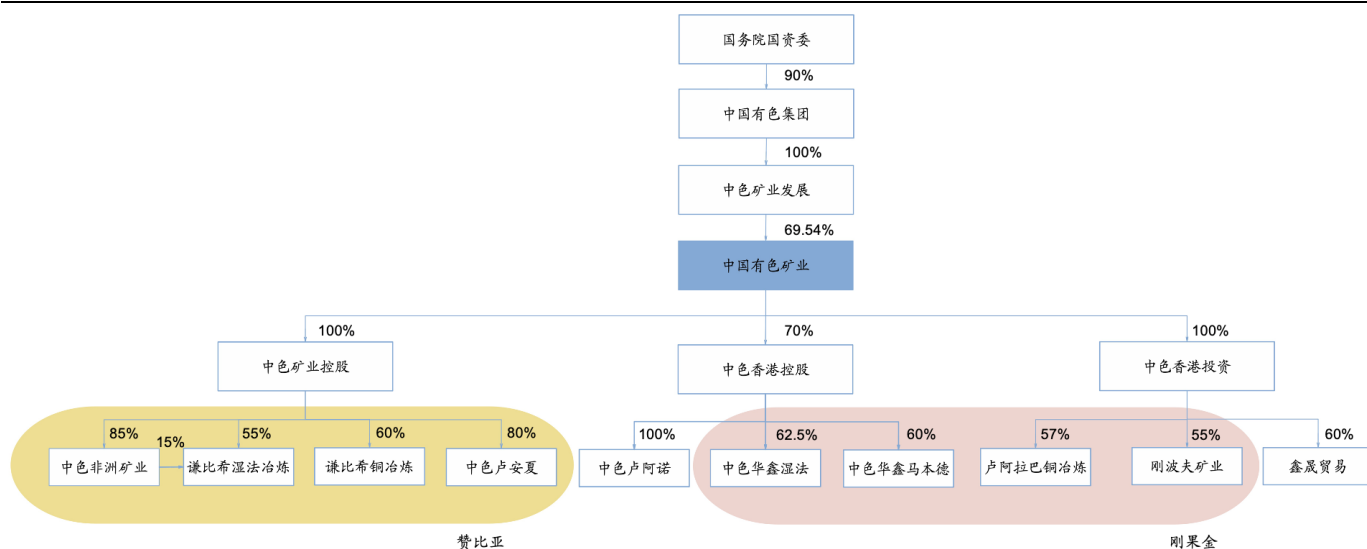 国务院国资委
90%
中国有色集团
100%
中色矿业发展
69.54%
中国有色矿业
100%
70%
100%
中色矿业控股
中色香港控股
中色香港投资
85%
15%
55%
60%
80%
100%
62.5%
60%
57%
55%
60%
中色非洲矿业
谦比希湿法冶炼
谦比希铜冶炼
中色卢安夏
中色卢阿诺
中色华鑫湿法
中色华鑫马本德
卢阿拉巴铜冶炼
刚波夫矿业
鑫晟贸易
赞比亚
刚果金